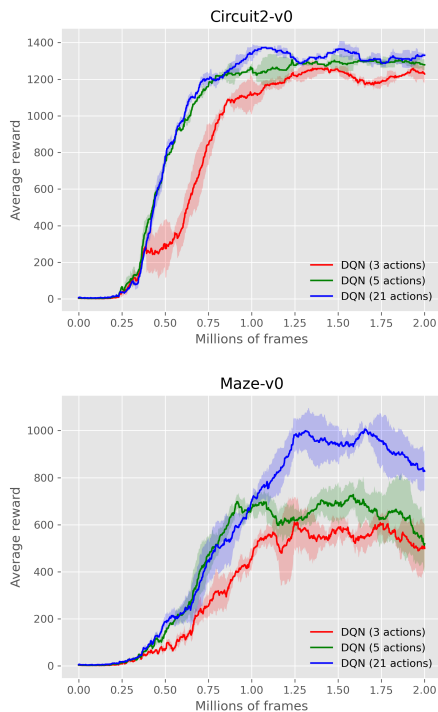 Circuit2-v0
1400
1200
1000
800
600
400
200
0
Average reward
DQN (3 actions)
DQN (5 actions)
DQN (21 actions)
0.00 0.25 0.50 0.75 1.00 1.25 1.50 1.75 2.00
Millions of frames
Maze-v0
1000
800
600
400
200
0
Average reward
DQN (3 actions)
DQN (5 actions)
DQN (21 actions)
0.00 0.25 0.50 0.75 1.00 1.25 1.50 1.75 2.00
Millions of frames